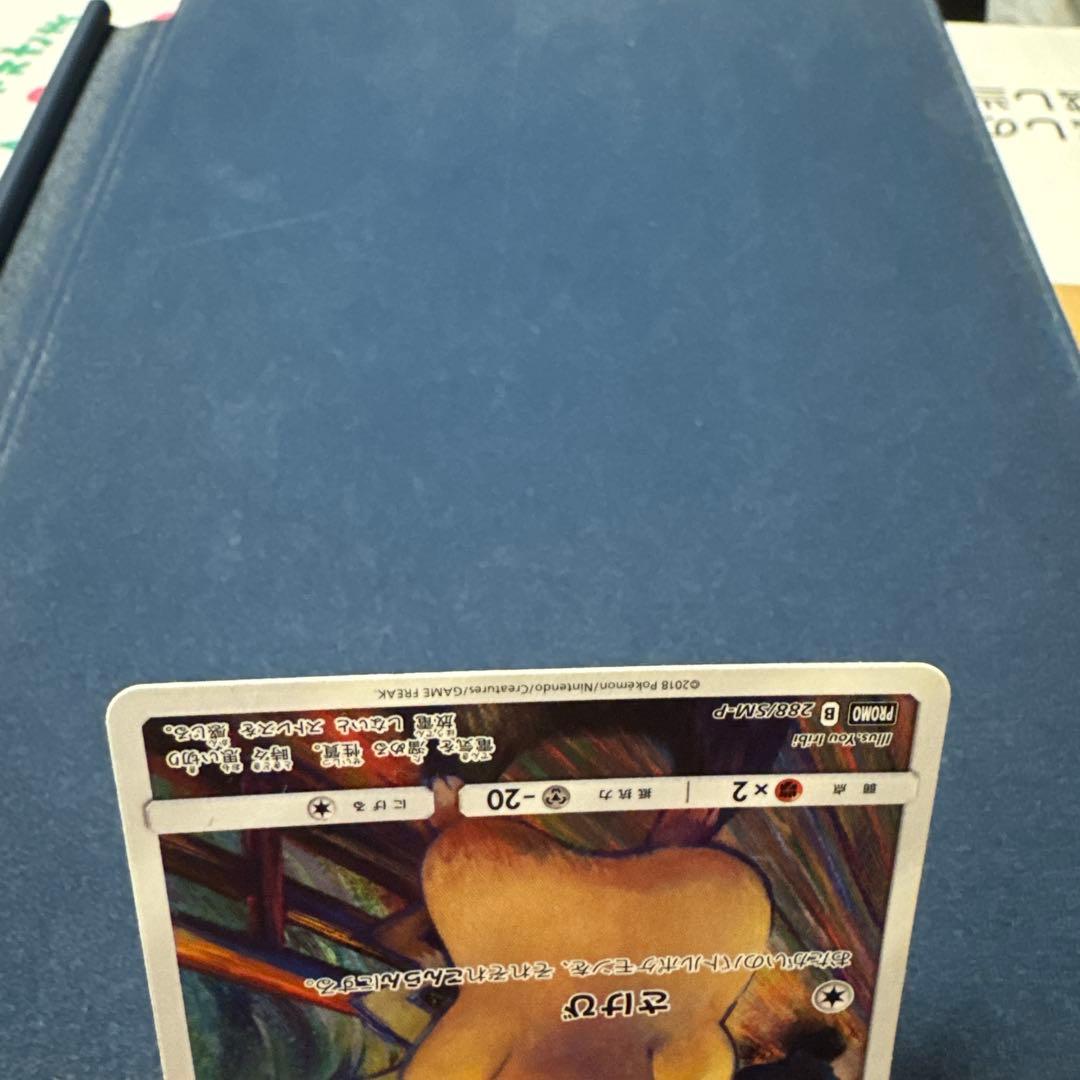 さけび
おたがいのバトルポケモンを、それぞれこんらんにする。
弱点 ×2 抵抗力 -20 にげる
Illus.You Iribi
PROMO B 288/SM-P
電気を溜める性質。時々思い切り
放電しないとストレスを感じる。
©2018 Pokémon/Nintendo/Creatures/GAME FREAK.